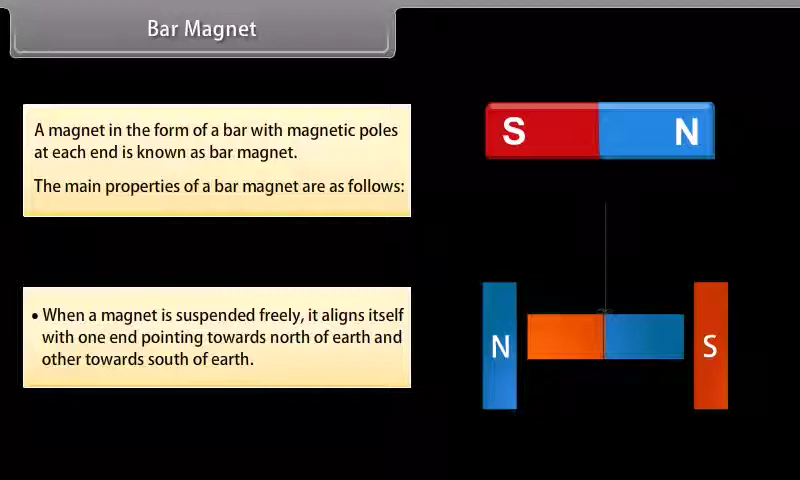 Bar Magnet
A magnet in the form of a bar with magnetic poles
at each end is known as bar magnet.
The main properties of a bar magnet are as follows:
S N
• When a magnet is suspended freely, it aligns itself
with one end pointing towards north of earth and
other towards south of earth.
N S